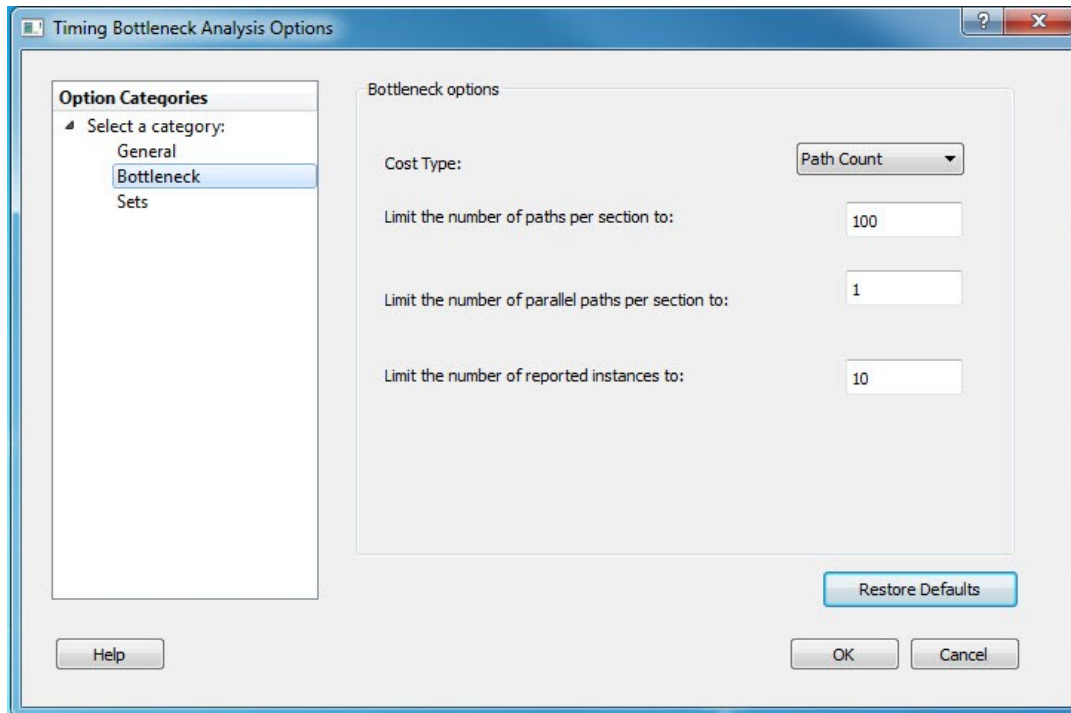 Timing Bottleneck Analysis Options
?
Option Categories
Select a category:
General
Bottleneck
Sets
Bottleneck options
Cost Type:
Path Count
Limit the number of paths per section to:
100
Limit the number of parallel paths per section to:
1
Limit the number of reported instances to:
10
Restore Defaults
Help
OK
Cancel